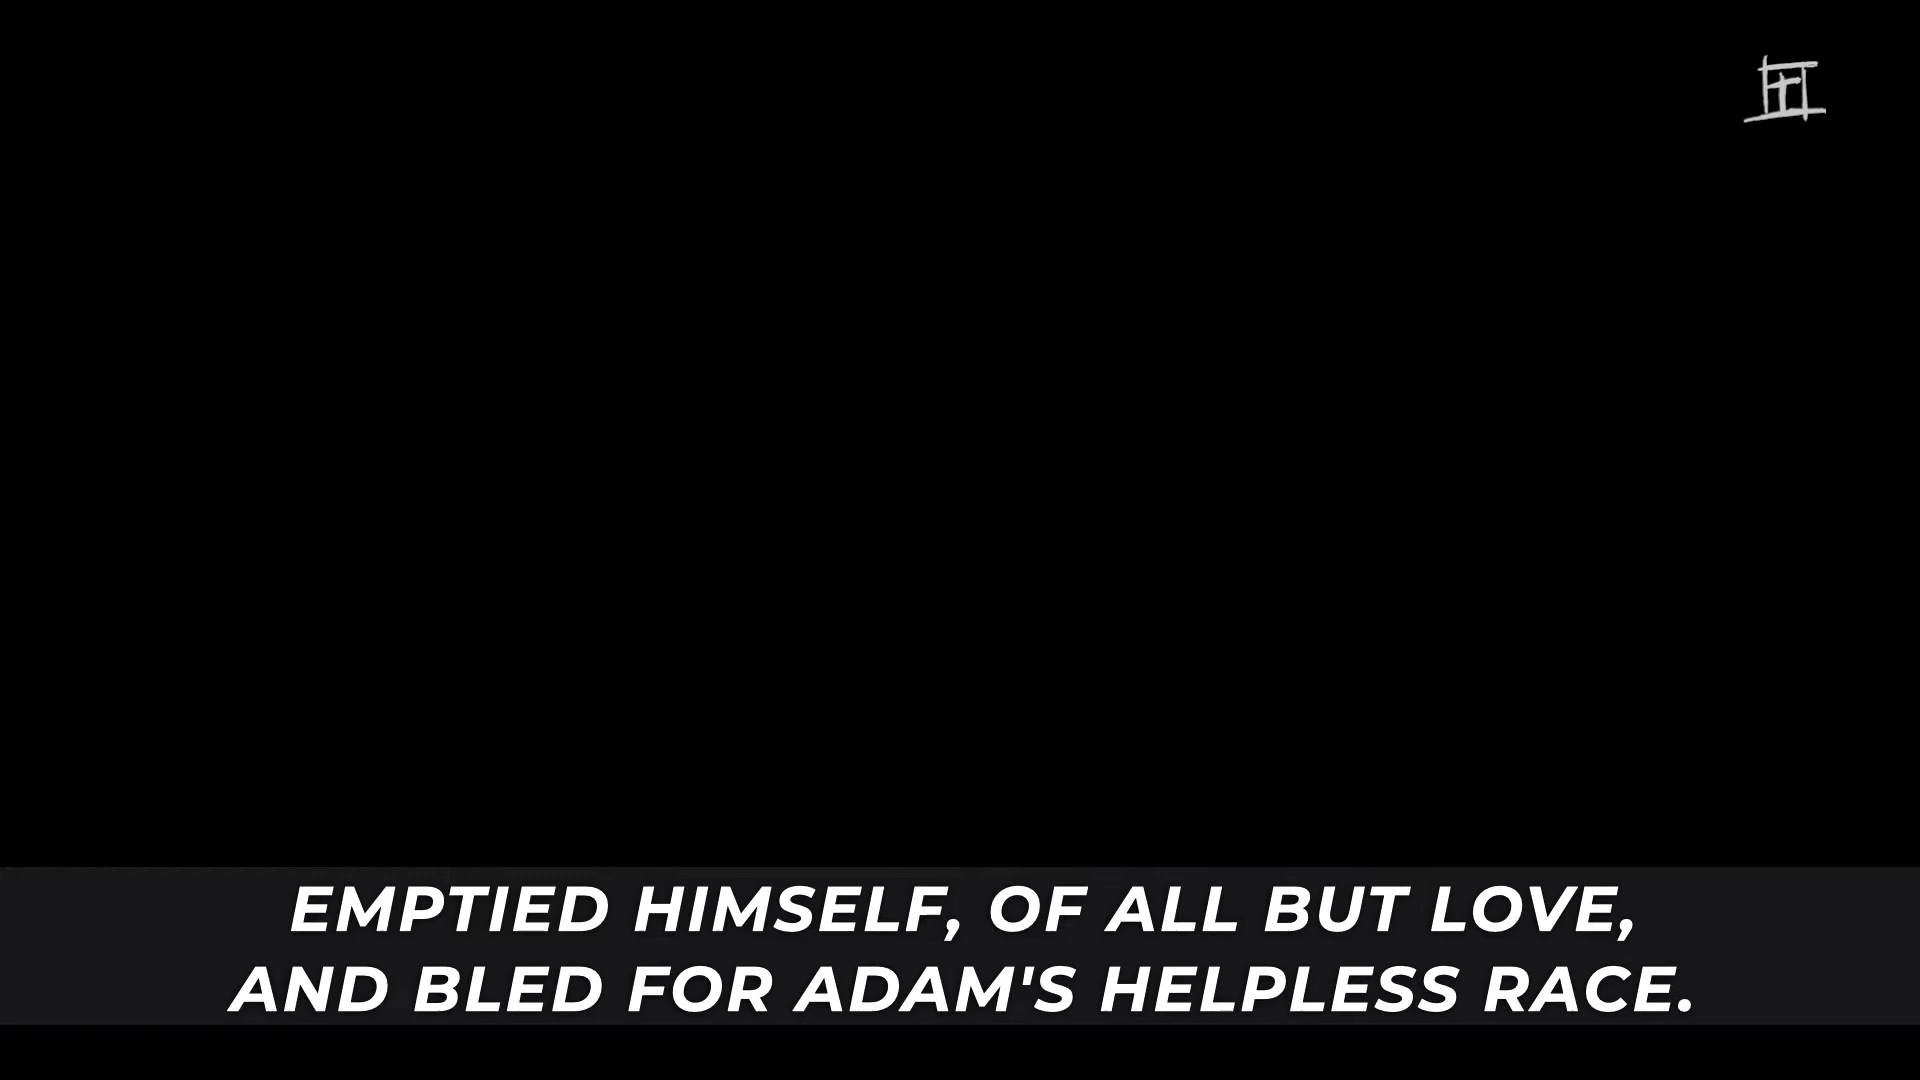 EMPTIED HIMSELF, OF ALL BUT LOVE,
AND BLED FOR ADAM'S HELPLESS RACE.